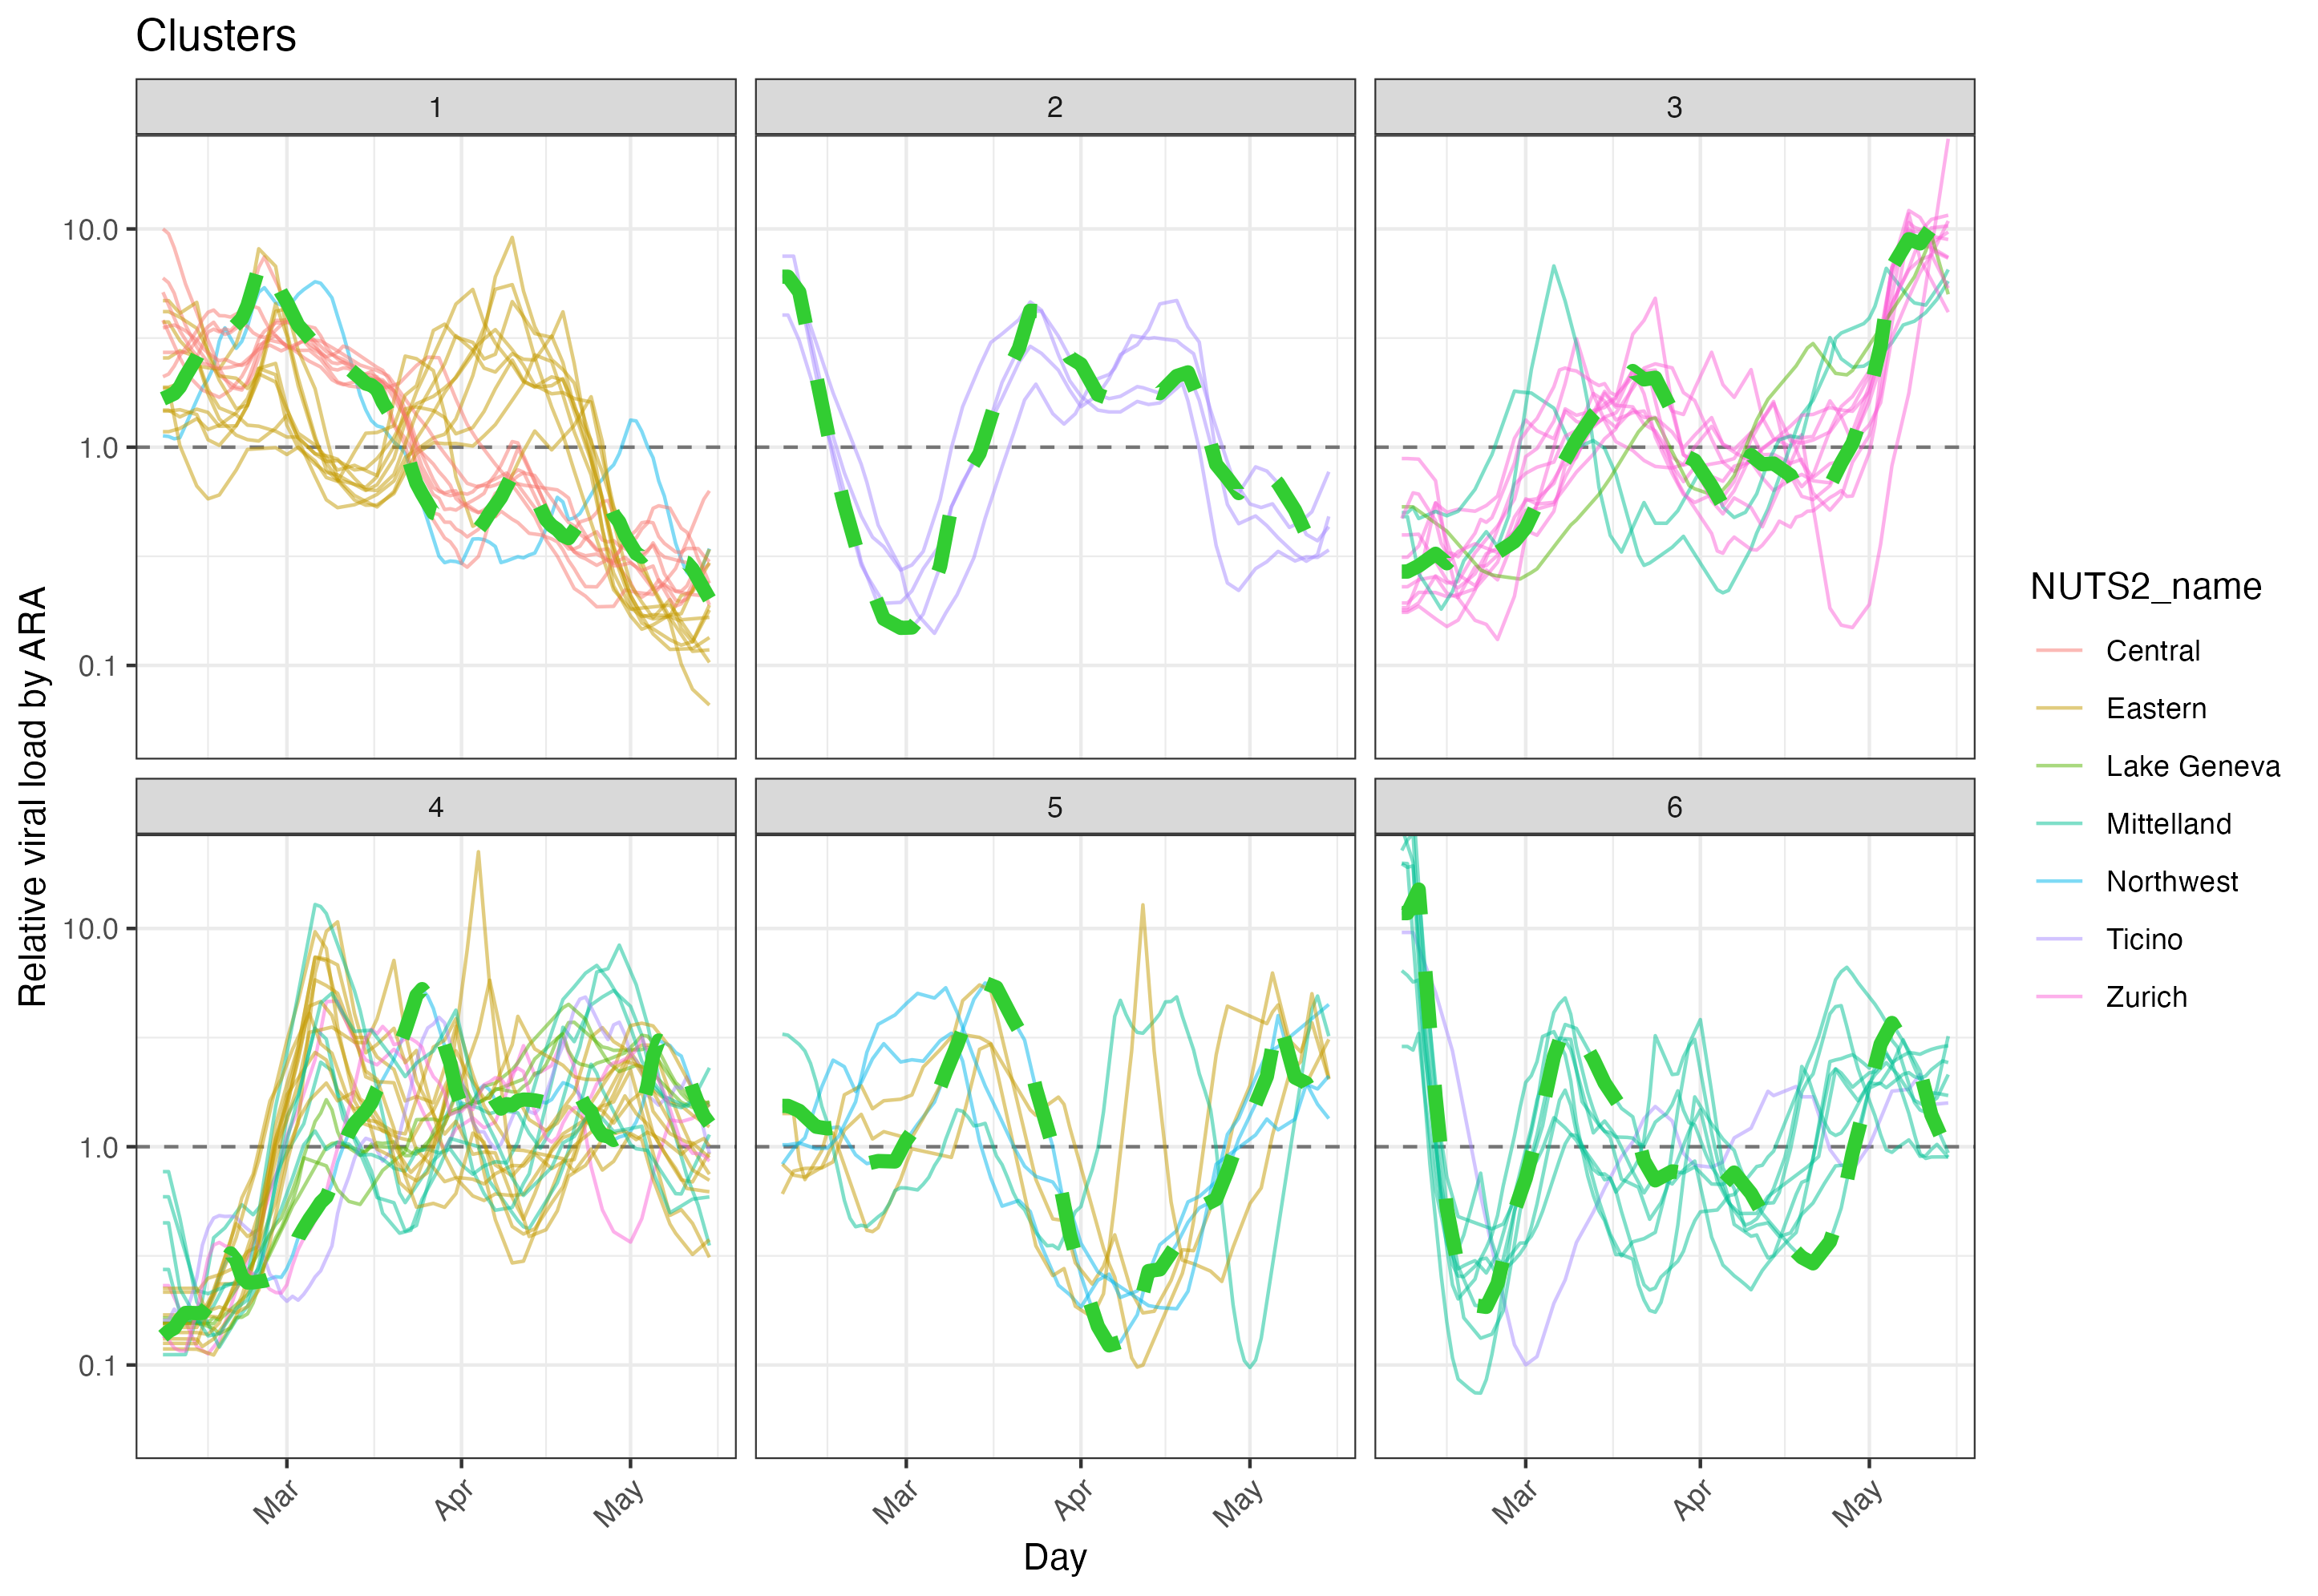 Clusters
1
2
3
10.0
1.0
0.1
4
5
6
10.0
1.0
0.1
Relative viral load by ARA
Mar
Apr
May
Mar
Apr
May
Mar
Apr
May
Day
NUTS2_name
Central
Eastern
Lake Geneva
Mittelland
Northwest
Ticino
Zurich